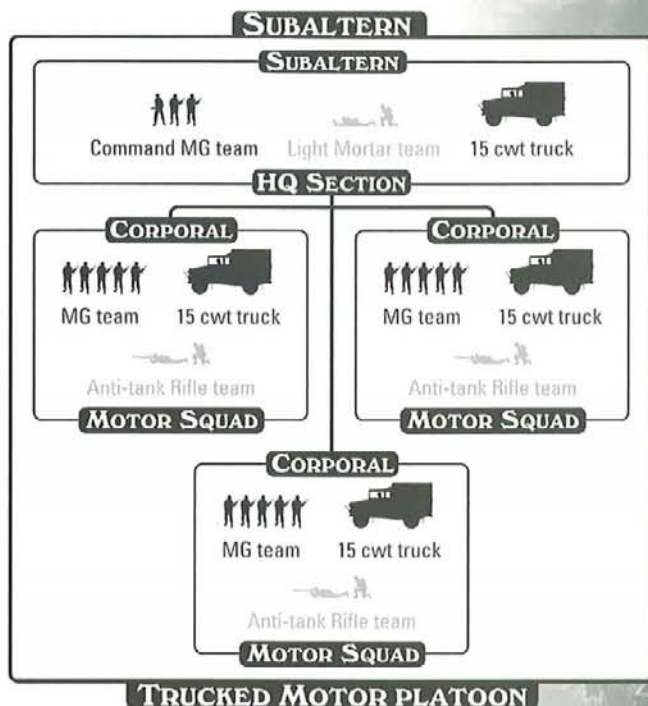 SUBALTERN
SUBALTERN
Command MG team Light Mortar team 15 cwt truck
HQ SECTION
CORPORAL CORPORAL
MG team 15 cwt truck MG team 15 cwt truck
Anti-tank Rifle team Anti-tank Rifle team
MOTOR SQUAD MOTOR SQUAD
CORPORAL
MG team 15 cwt truck
Anti-tank Rifle team
MOTOR SQUAD
TRUCKED MOTOR PLATOON